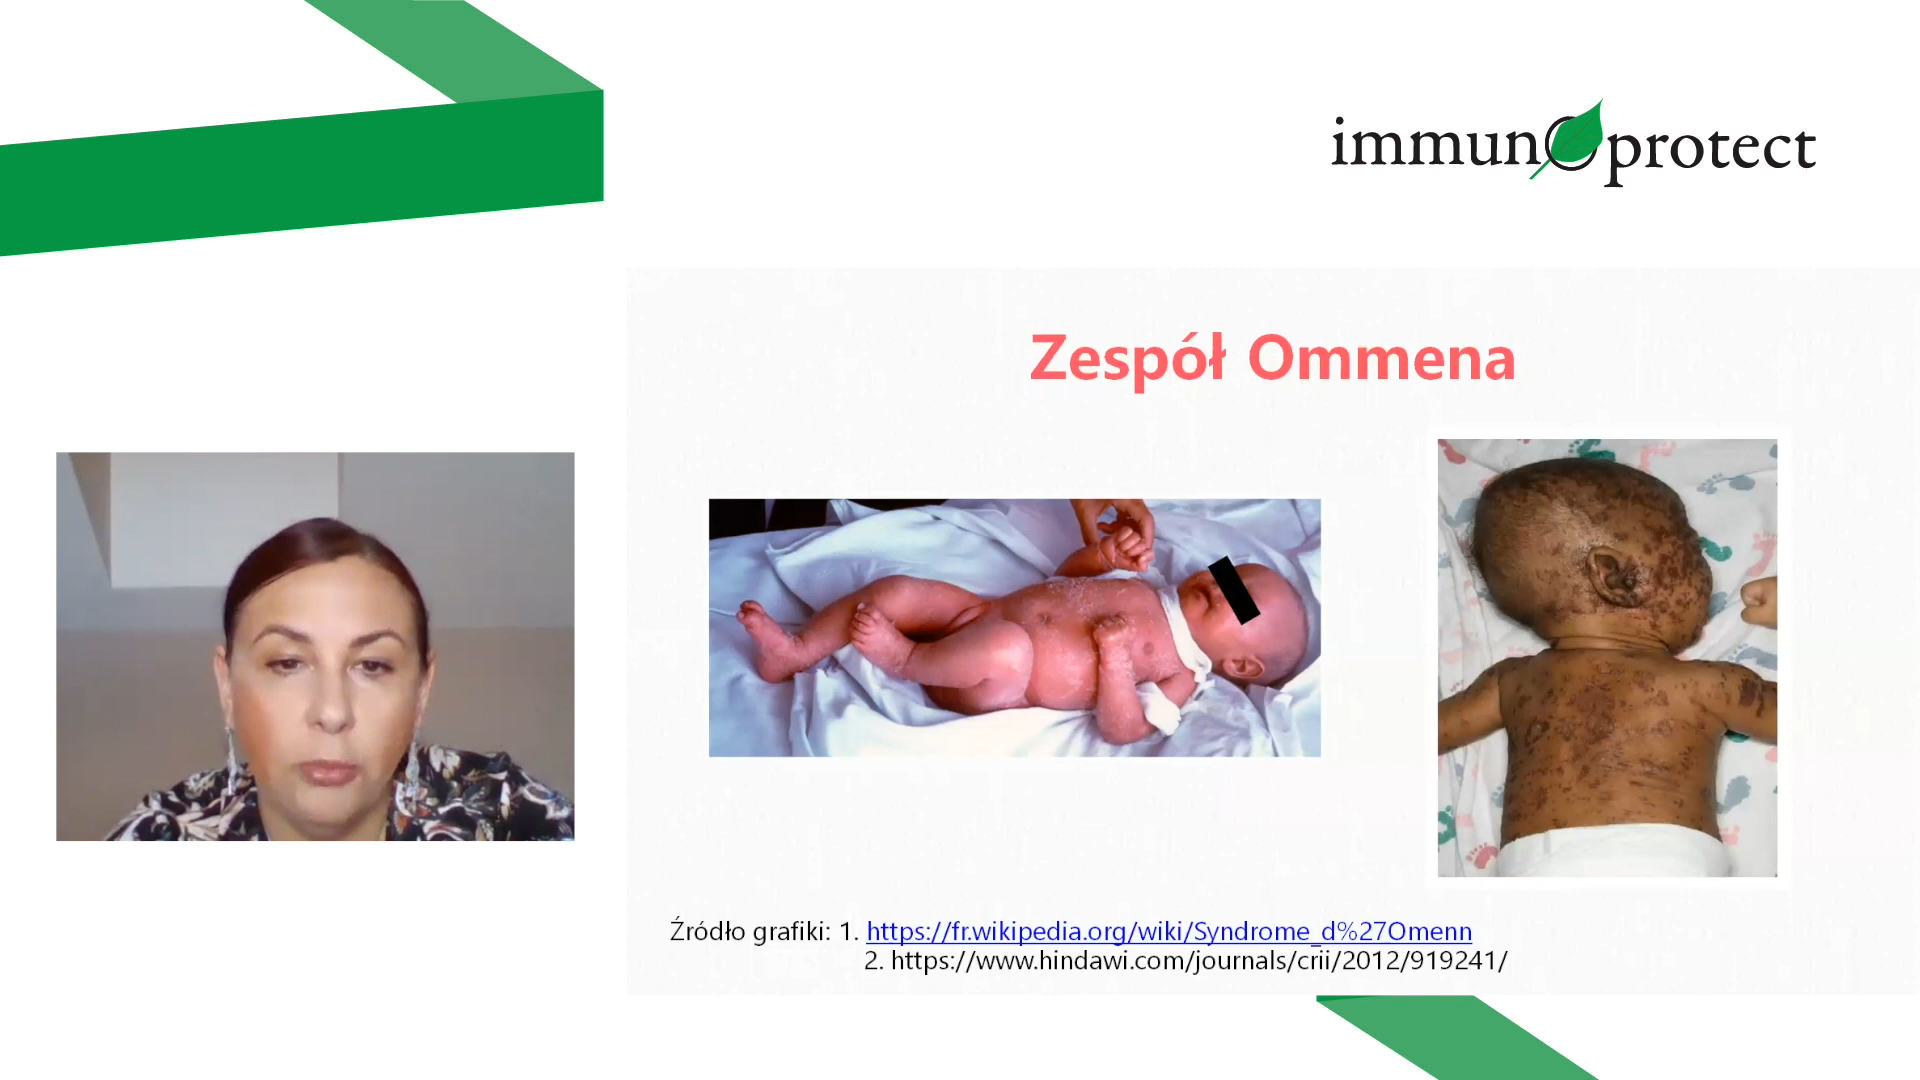 immunoprotect
Zespół Ommena
Źródło grafiki: 1. https://fr.wikipedia.org/wiki/Syndrome_d%27Omenn
2. https://www.hindawi.com/journals/crii/2012/919241/